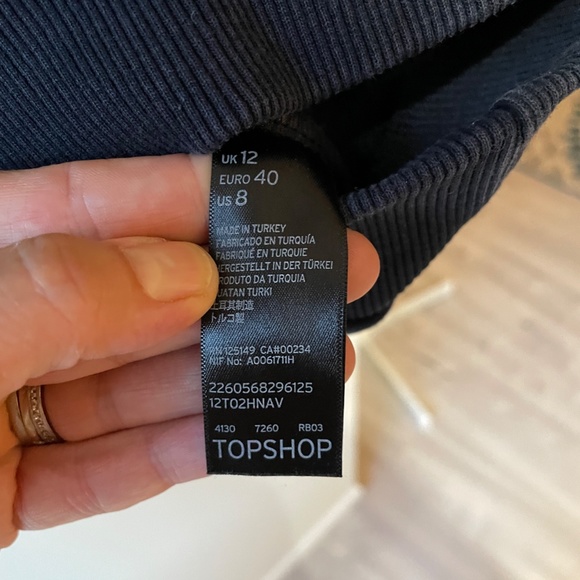 UK 12
EURO 40
US 8
MADE IN TURKEY
FABRICADO EN TURQUÍA
FABRIQUÉ EN TURQUIE
HERGESTELLT IN DER TÜRKEI
PRODUTO DA TURQUIA
BUATAN TURKI
土耳其制造
トルコ製
RN 125149 CA#00234
NIF No: A0061711H
2260568296125
12T02HNAV
4130 7260 RB03
TOPSHOP